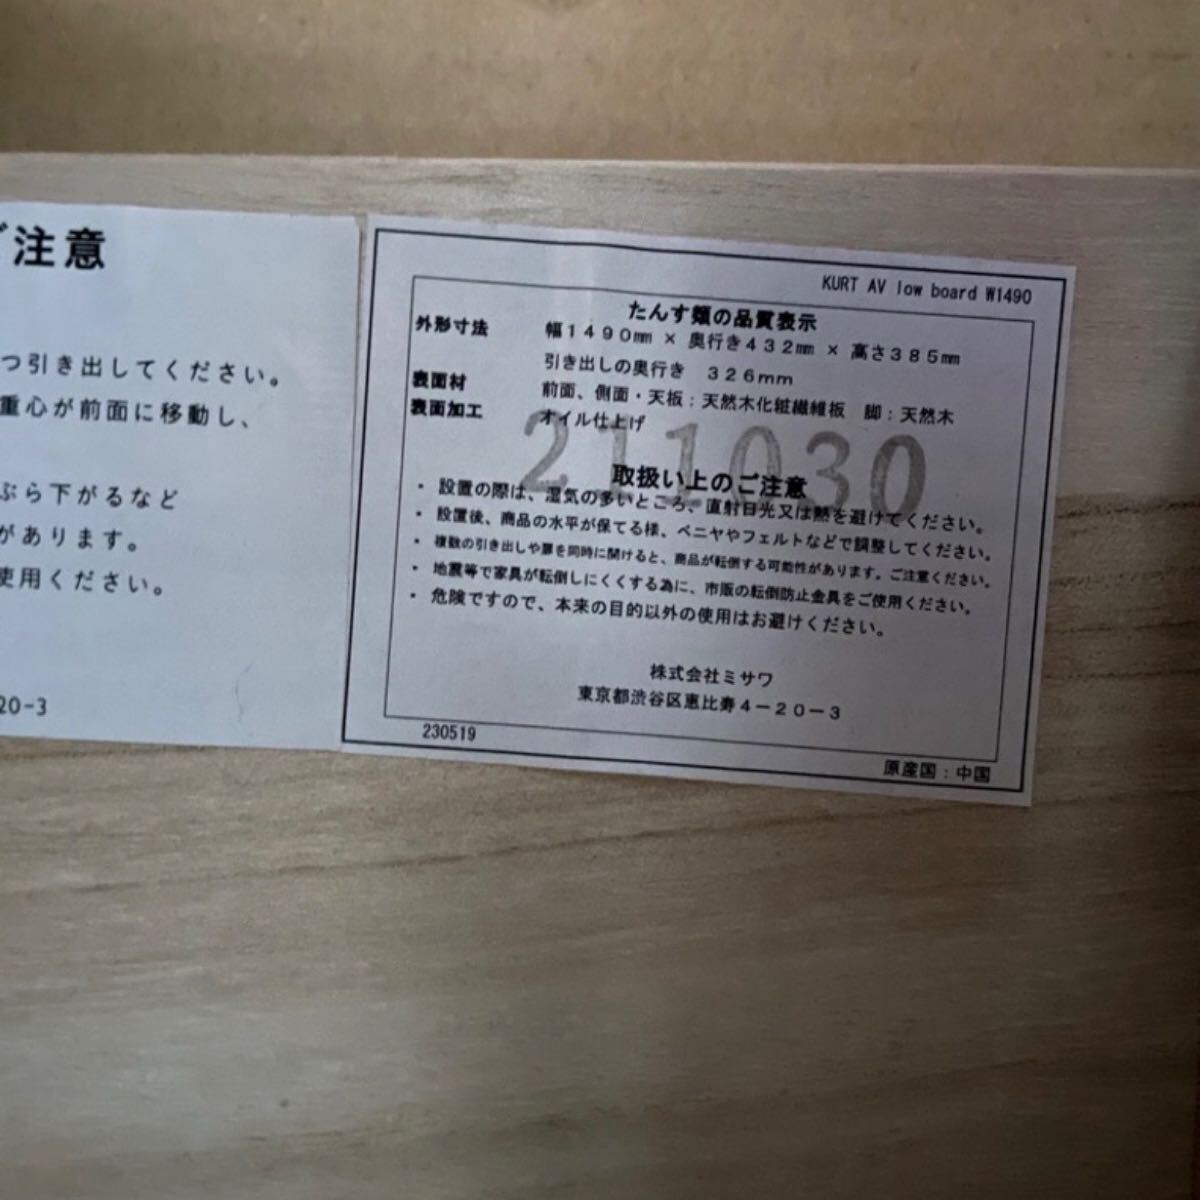 ご注意
つ引き出してください。
重心が前面に移動し、
ぶら下がるなど
があります。
使用ください。
20-3
KURT AV low board W1490
たんす類の品質表示
外形寸法 幅1490mm × 奥行き432mm × 高さ385mm
引き出しの奥行き 326mm
表面材 前面、側面・天板：天然木化粧繊維板 脚：天然木
表面加工 オイル仕上げ
211030
取扱い上のご注意
・ 設置の際は、湿気の多いところ、直射日光又は熱を避けてください。
・ 設置後、商品の水平が保てる様、ベニヤやフェルトなどで調整してください。
・ 複数の引き出しや扉を同時に開けると、商品が転倒する可能性があります。ご注意ください。
・ 地震等で家具が転倒しにくくする為に、市販の転倒防止金具をご使用ください。
・ 危険ですので、本来の目的以外の使用はお避けください。
株式会社ミサワ
東京都渋谷区恵比寿4－20－3
230519
原産国：中国